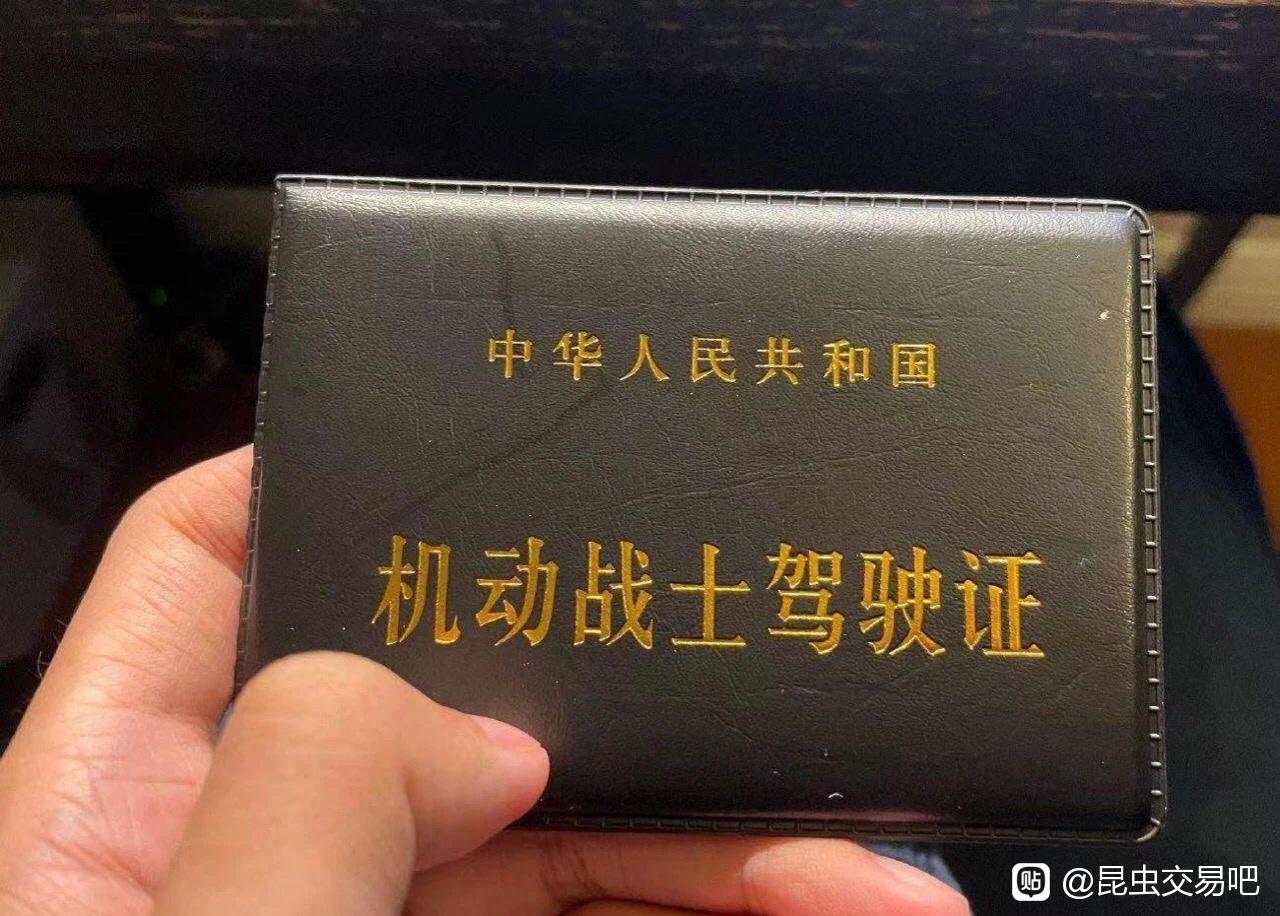 中华人民共和国
机动战士驾驶证
贴 @昆虫交易吧